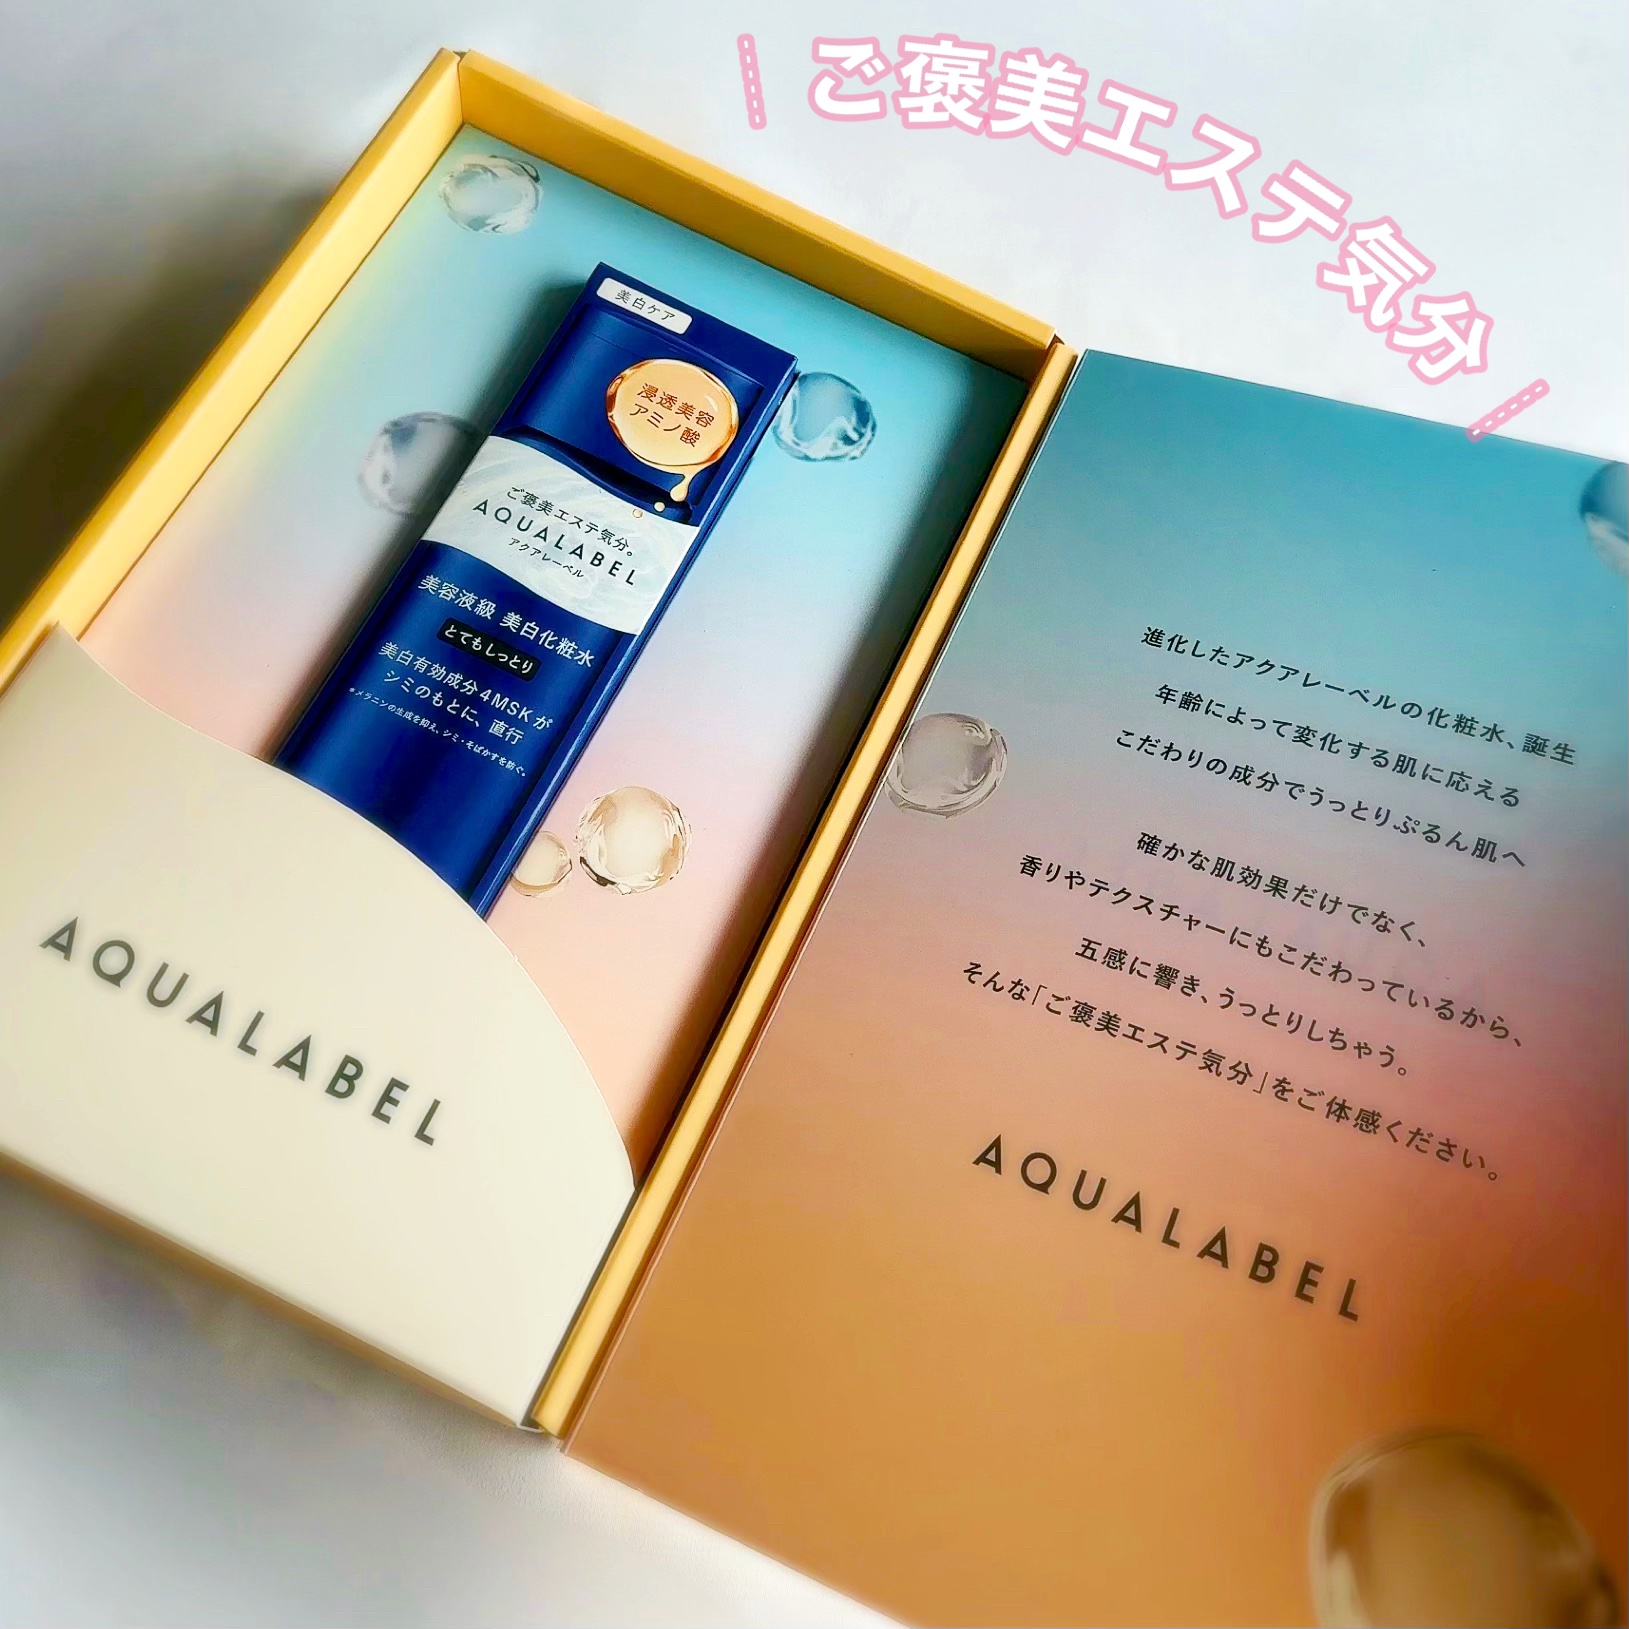 ご褒美エステ気分
美白ケア
浸透美容
アミノ酸
ご褒美エステ気分。
AQUALABEL
アクアレーベル
美容液級 美白化粧水
とてもしっとり
美白有効成分4MSKが
シミのもとに、直行
*メラニンの生成を抑え、シミ・そばかすを防ぐ。
AQUALABEL
進化したアクアレーベルの化粧水、誕生
年齢によって変化する肌に応える
こだわりの成分でうっとりぷるん肌へ
確かな肌効果だけでなく、
香りやテクスチャーにもこだわっているから、
五感に響き、うっとりしちゃう。
そんな「ご褒美エステ気分」をご体感ください。
AQUALABEL